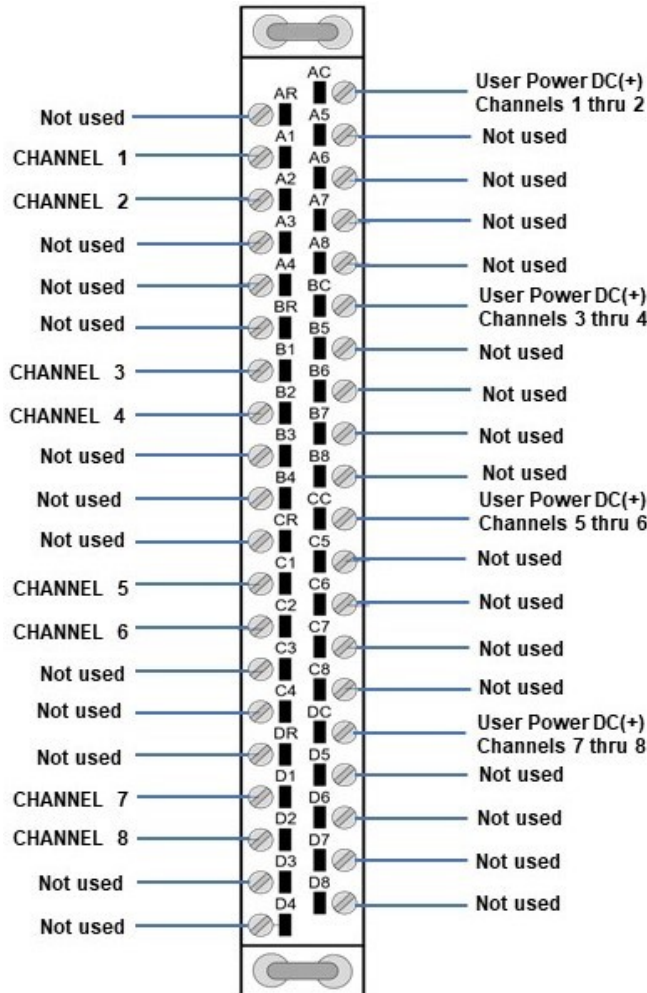 AC
User Power DC(+)
Channels 1 thru 2
AR
Not used
A5
Not used
A1
CHANNEL 1
A6
Not used
A2
CHANNEL 2
A7
Not used
A3
Not used
A8
Not used
A4
Not used
BC
User Power DC(+)
Channels 3 thru 4
BR
Not used
B5
Not used
B1
CHANNEL 3
B6
Not used
B2
CHANNEL 4
B7
Not used
B3
Not used
B8
Not used
B4
Not used
CC
User Power DC(+)
Channels 5 thru 6
CR
Not used
C5
Not used
C1
CHANNEL 5
C6
Not used
C2
CHANNEL 6
C7
Not used
C3
Not used
C8
Not used
C4
Not used
DC
User Power DC(+)
Channels 7 thru 8
DR
Not used
D5
Not used
D1
CHANNEL 7
D6
Not used
D2
CHANNEL 8
D7
Not used
D3
Not used
D8
Not used
D4
Not used